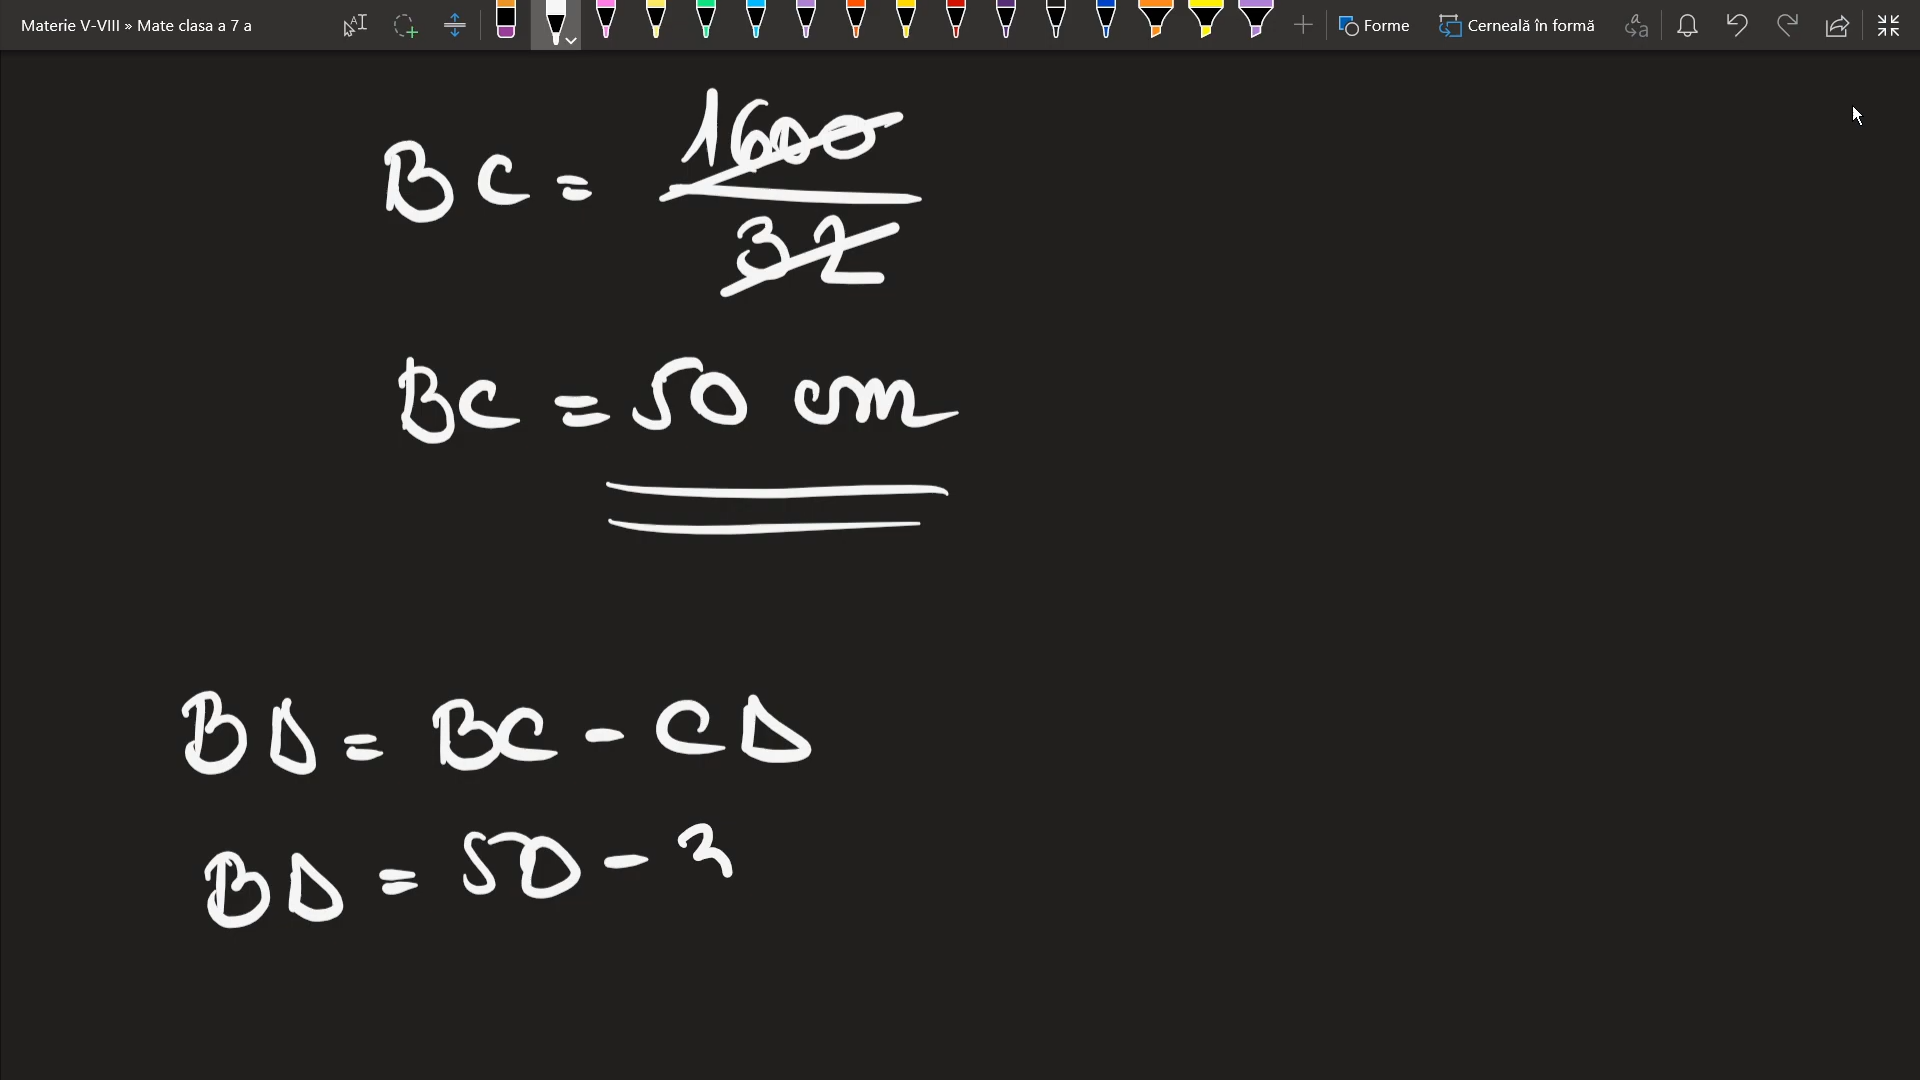 Materie V-VIII » Mate clasa a 7 a Forme Cerneală în formă
BC = 1600
32
BC = 50 cm
BD = BC - CD
BD = 50 - 3